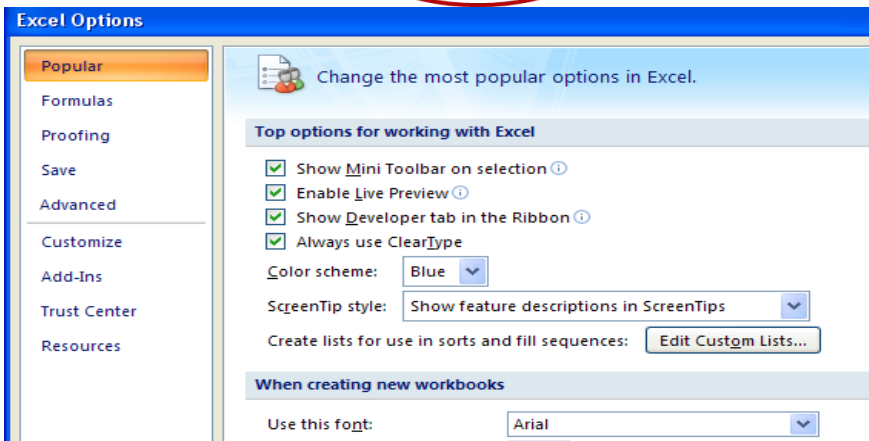 Excel Options
Popular
Formulas
Proofing
Save
Advanced
Customize
Add-Ins
Trust Center
Resources
Change the most popular options in Excel.
Top options for working with Excel
Show Mini Toolbar on selection
Enable Live Preview
Show Developer tab in the Ribbon
Always use ClearType
Color scheme: Blue
ScreenTip style: Show feature descriptions in ScreenTips
Create lists for use in sorts and fill sequences: Edit Custom Lists...
When creating new workbooks
Use this font: Arial